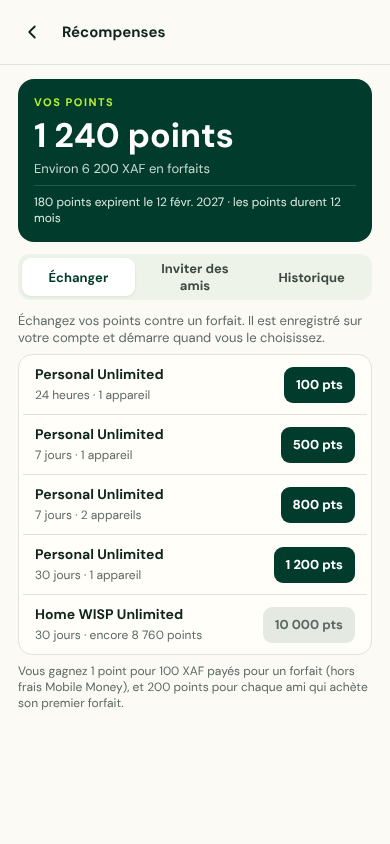 Récompenses
VOS POINTS
1 240 points
Environ 6 200 XAF en forfaits
180 points expirent le 12 févr. 2027 · les points durent 12
mois
Échanger
Inviter des
amis
Historique
Échangez vos points contre un forfait. Il est enregistré sur
votre compte et démarre quand vous le choisissez.
Personal Unlimited
24 heures · 1 appareil
100 pts
Personal Unlimited
7 jours · 1 appareil
500 pts
Personal Unlimited
7 jours · 2 appareils
800 pts
Personal Unlimited
30 jours · 1 appareil
1 200 pts
Home WISP Unlimited
30 jours · encore 8 760 points
10 000 pts
Vous gagnez 1 point pour 100 XAF payés pour un forfait (hors
frais Mobile Money), et 200 points pour chaque ami qui achète
son premier forfait.